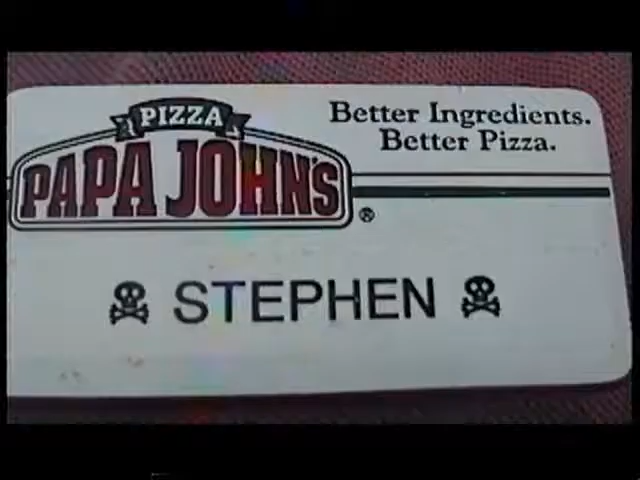 PIZZA
PAPA JOHN'S
®
Better Ingredients.
Better Pizza.
STEPHEN